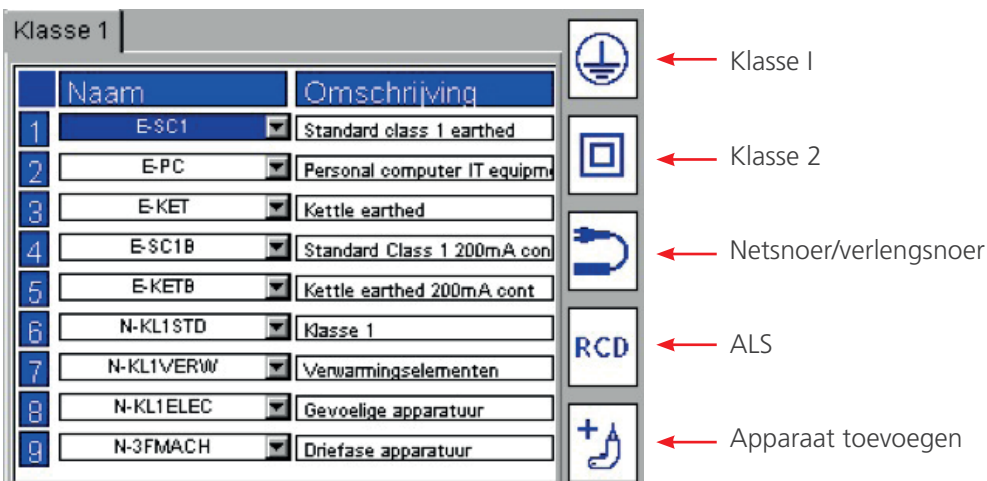 Klasse 1
Naam Omschrijving
1 E-SC1 Standard class 1 earthed
2 E-PC Personal computer IT equipme
3 E-KET Kettle earthed
4 E-SC1B Standard Class 1 200mA con
5 E-KETB Kettle earthed 200mA cont
6 N-KL1STD Klasse 1
7 N-KL1VERW Verwarmingselementen
8 N-KL1ELEC Gevoelige apparatuur
9 N-3FMACH Driefase apparatuur
Klasse I
Klasse 2
Netsnoer/verlengsnoer
RCD ALS
Apparaat toevoegen